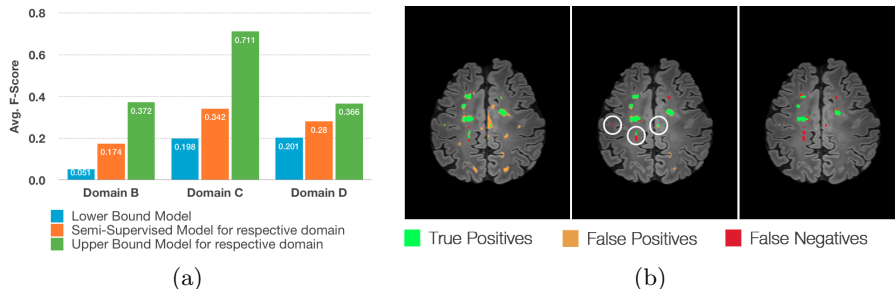 Avg. F-Score
0.8
0.6
0.4
0.2
0.0
0.051
0.174
0.372
0.198
0.342
0.711
0.201
0.28
0.366
Domain B
Domain C
Domain D
Lower Bound Model
Semi-Supervised Model for respective domain
Upper Bound Model for respective domain
(a)
True Positives
False Positives
False Negatives
(b)